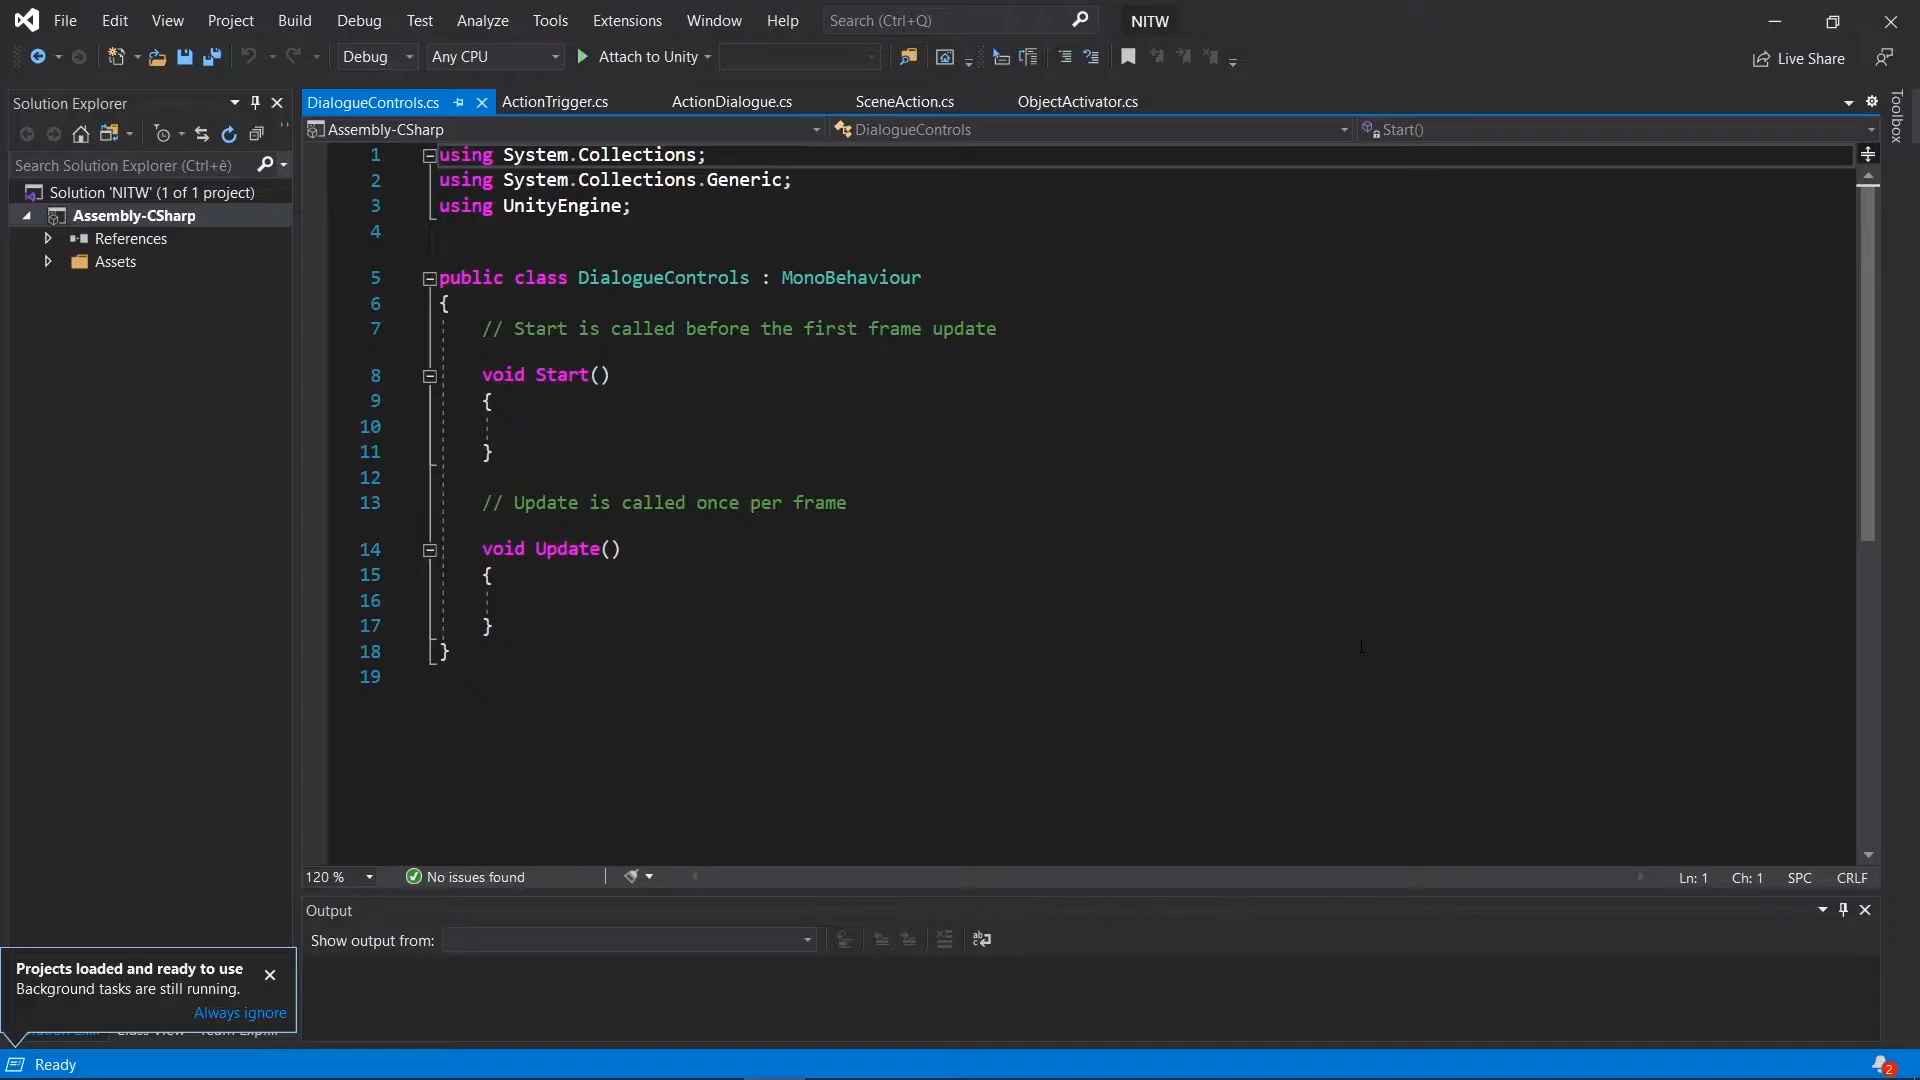 File Edit View Project Build Debug Test Analyze Tools Extensions Window Help Search (Ctrl+Q) NITW
Debug Any CPU Attach to Unity Live Share
Solution Explorer
Search Solution Explorer (Ctrl+è)
Solution 'NITW' (1 of 1 project)
Assembly-CSharp
References
Assets
DialogueControls.cs ActionTrigger.cs ActionDialogue.cs SceneAction.cs ObjectActivator.cs
Toolbox
Assembly-CSharp DialogueControls Start()
1 using System.Collections;
2 using System.Collections.Generic;
3 using UnityEngine;
4
5 public class DialogueControls : MonoBehaviour
6 {
7 // Start is called before the first frame update
8 void Start()
9 {
10
11 }
12
13 // Update is called once per frame
14 void Update()
15 {
16
17 }
18 }
19
120 % No issues found Ln: 1 Ch: 1 SPC CRLF
Output
Show output from:
Projects loaded and ready to use
Background tasks are still running.
Always ignore
Ready 2